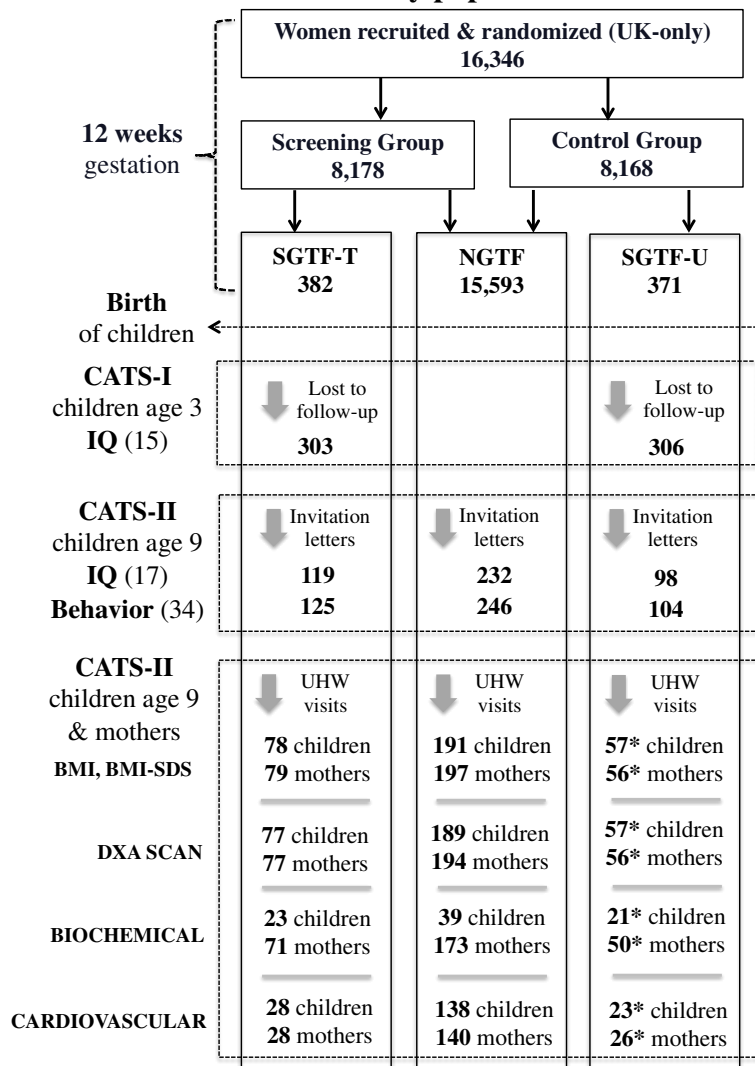 Women recruited & randomized (UK-only)
16,346
12 weeks
gestation
Screening Group
8,178
Control Group
8,168
SGTF-T
382
NGTF
15,593
SGTF-U
371
Birth
of children
CATS-I
children age 3
IQ (15)
Lost to
follow-up
303
Lost to
follow-up
306
CATS-II
children age 9
IQ (17)
Behavior (34)
Invitation
letters
119
125
Invitation
letters
232
246
Invitation
letters
98
104
CATS-II
children age 9
& mothers
UHW
visits
UHW
visits
UHW
visits
BMI, BMI-SDS
78 children
79 mothers
191 children
197 mothers
57* children
56* mothers
DXA SCAN
77 children
77 mothers
189 children
194 mothers
57* children
56* mothers
BIOCHEMICAL
23 children
71 mothers
39 children
173 mothers
21* children
50* mothers
CARDIOVASCULAR
28 children
28 mothers
138 children
140 mothers
23* children
26* mothers